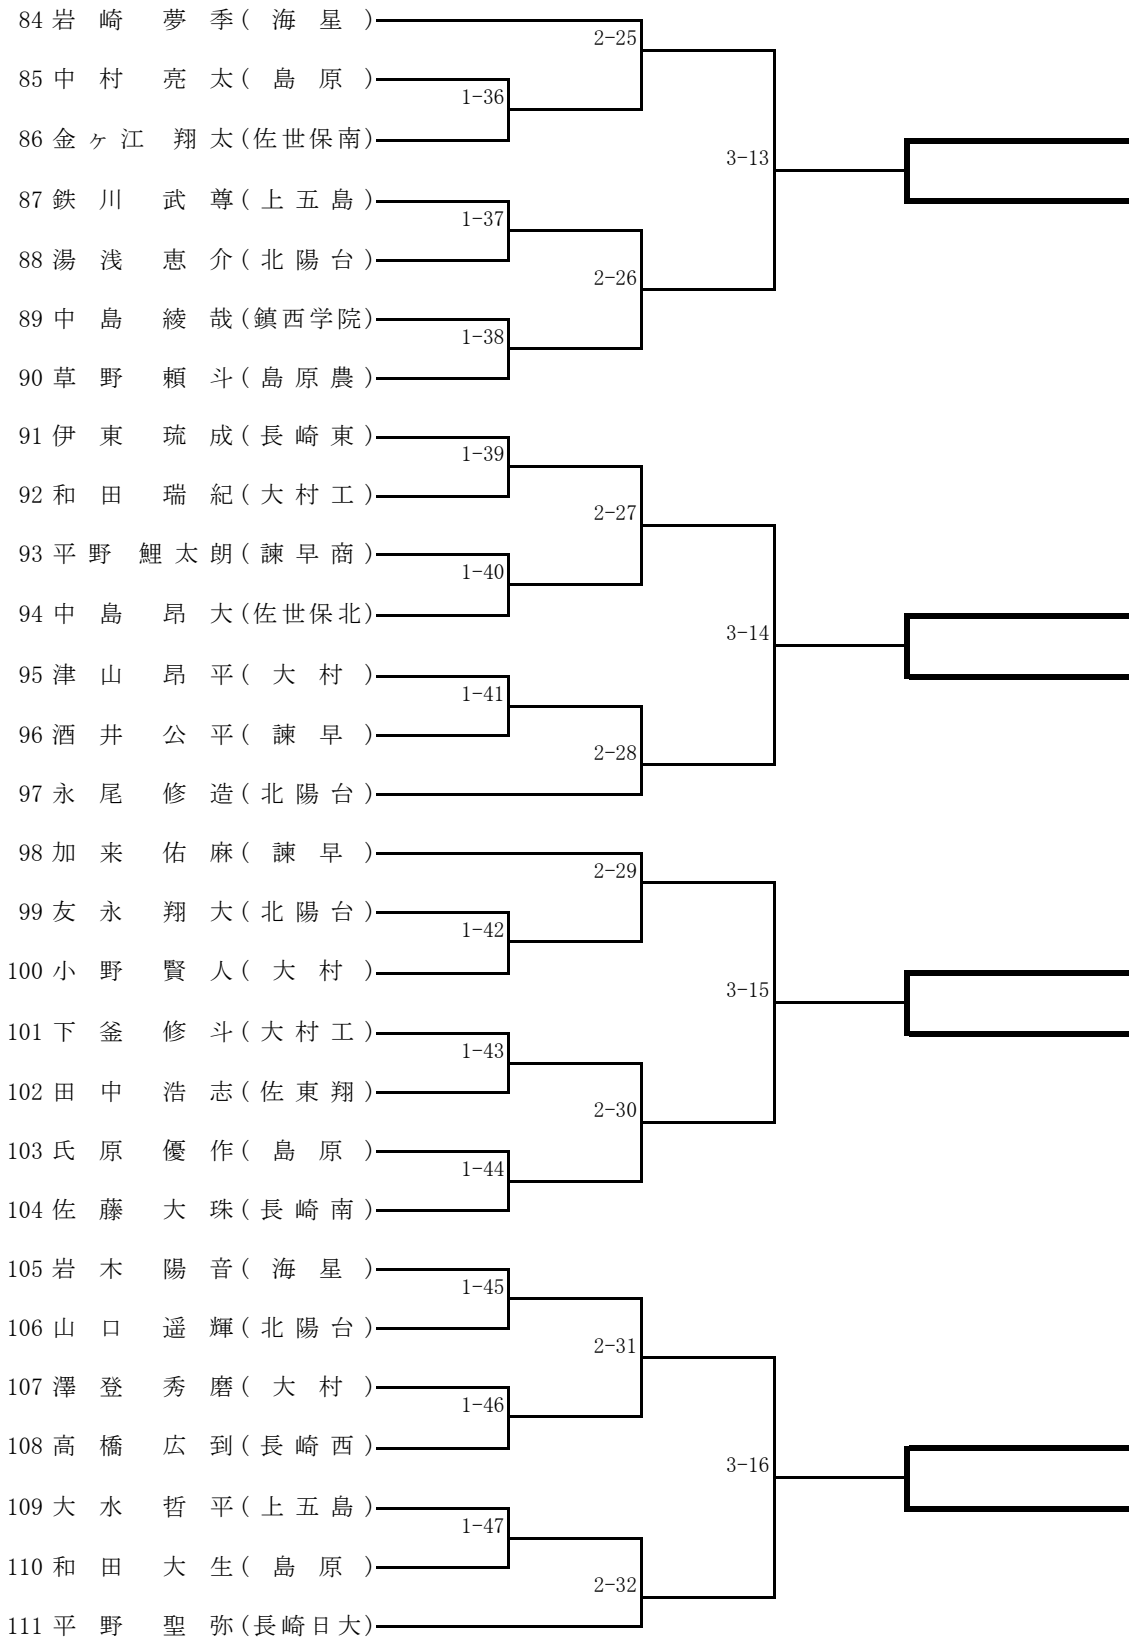 84 岩崎 夢季(海星)
2-25
85 中村 亮太(島原)
1-36
86 金ヶ江 翔太(佐世保南)
3-13
87 鉄川 武尊(上五島)
1-37
88 湯浅 恵介(北陽台)
2-26
89 中島 綾哉(鎮西学院)
1-38
90 草野 頼斗(島原農)
91 伊東 琉成(長崎東)
1-39
92 和田 瑞紀(大村工)
2-27
93 平野 鯉太朗(諫早商)
1-40
94 中島 昂大(佐世保北)
3-14
95 津山 昂平(大村)
1-41
96 酒井 公平(諫早)
2-28
97 永尾 修造(北陽台)
98 加来 佑麻(諫早)
2-29
99 友永 翔大(北陽台)
1-42
100 小野 賢人(大村)
3-15
101 下釜 修斗(大村工)
1-43
102 田中 浩志(佐東翔)
2-30
103 氏原 優作(島原)
1-44
104 佐藤 大珠(長崎南)
105 岩木 陽音(海星)
1-45
106 山口 遥輝(北陽台)
2-31
107 澤登 秀磨(大村)
1-46
108 高橋 広到(長崎西)
3-16
109 大水 哲平(上五島)
1-47
110 和田 大生(島原)
2-32
111 平野 聖弥(長崎日大)